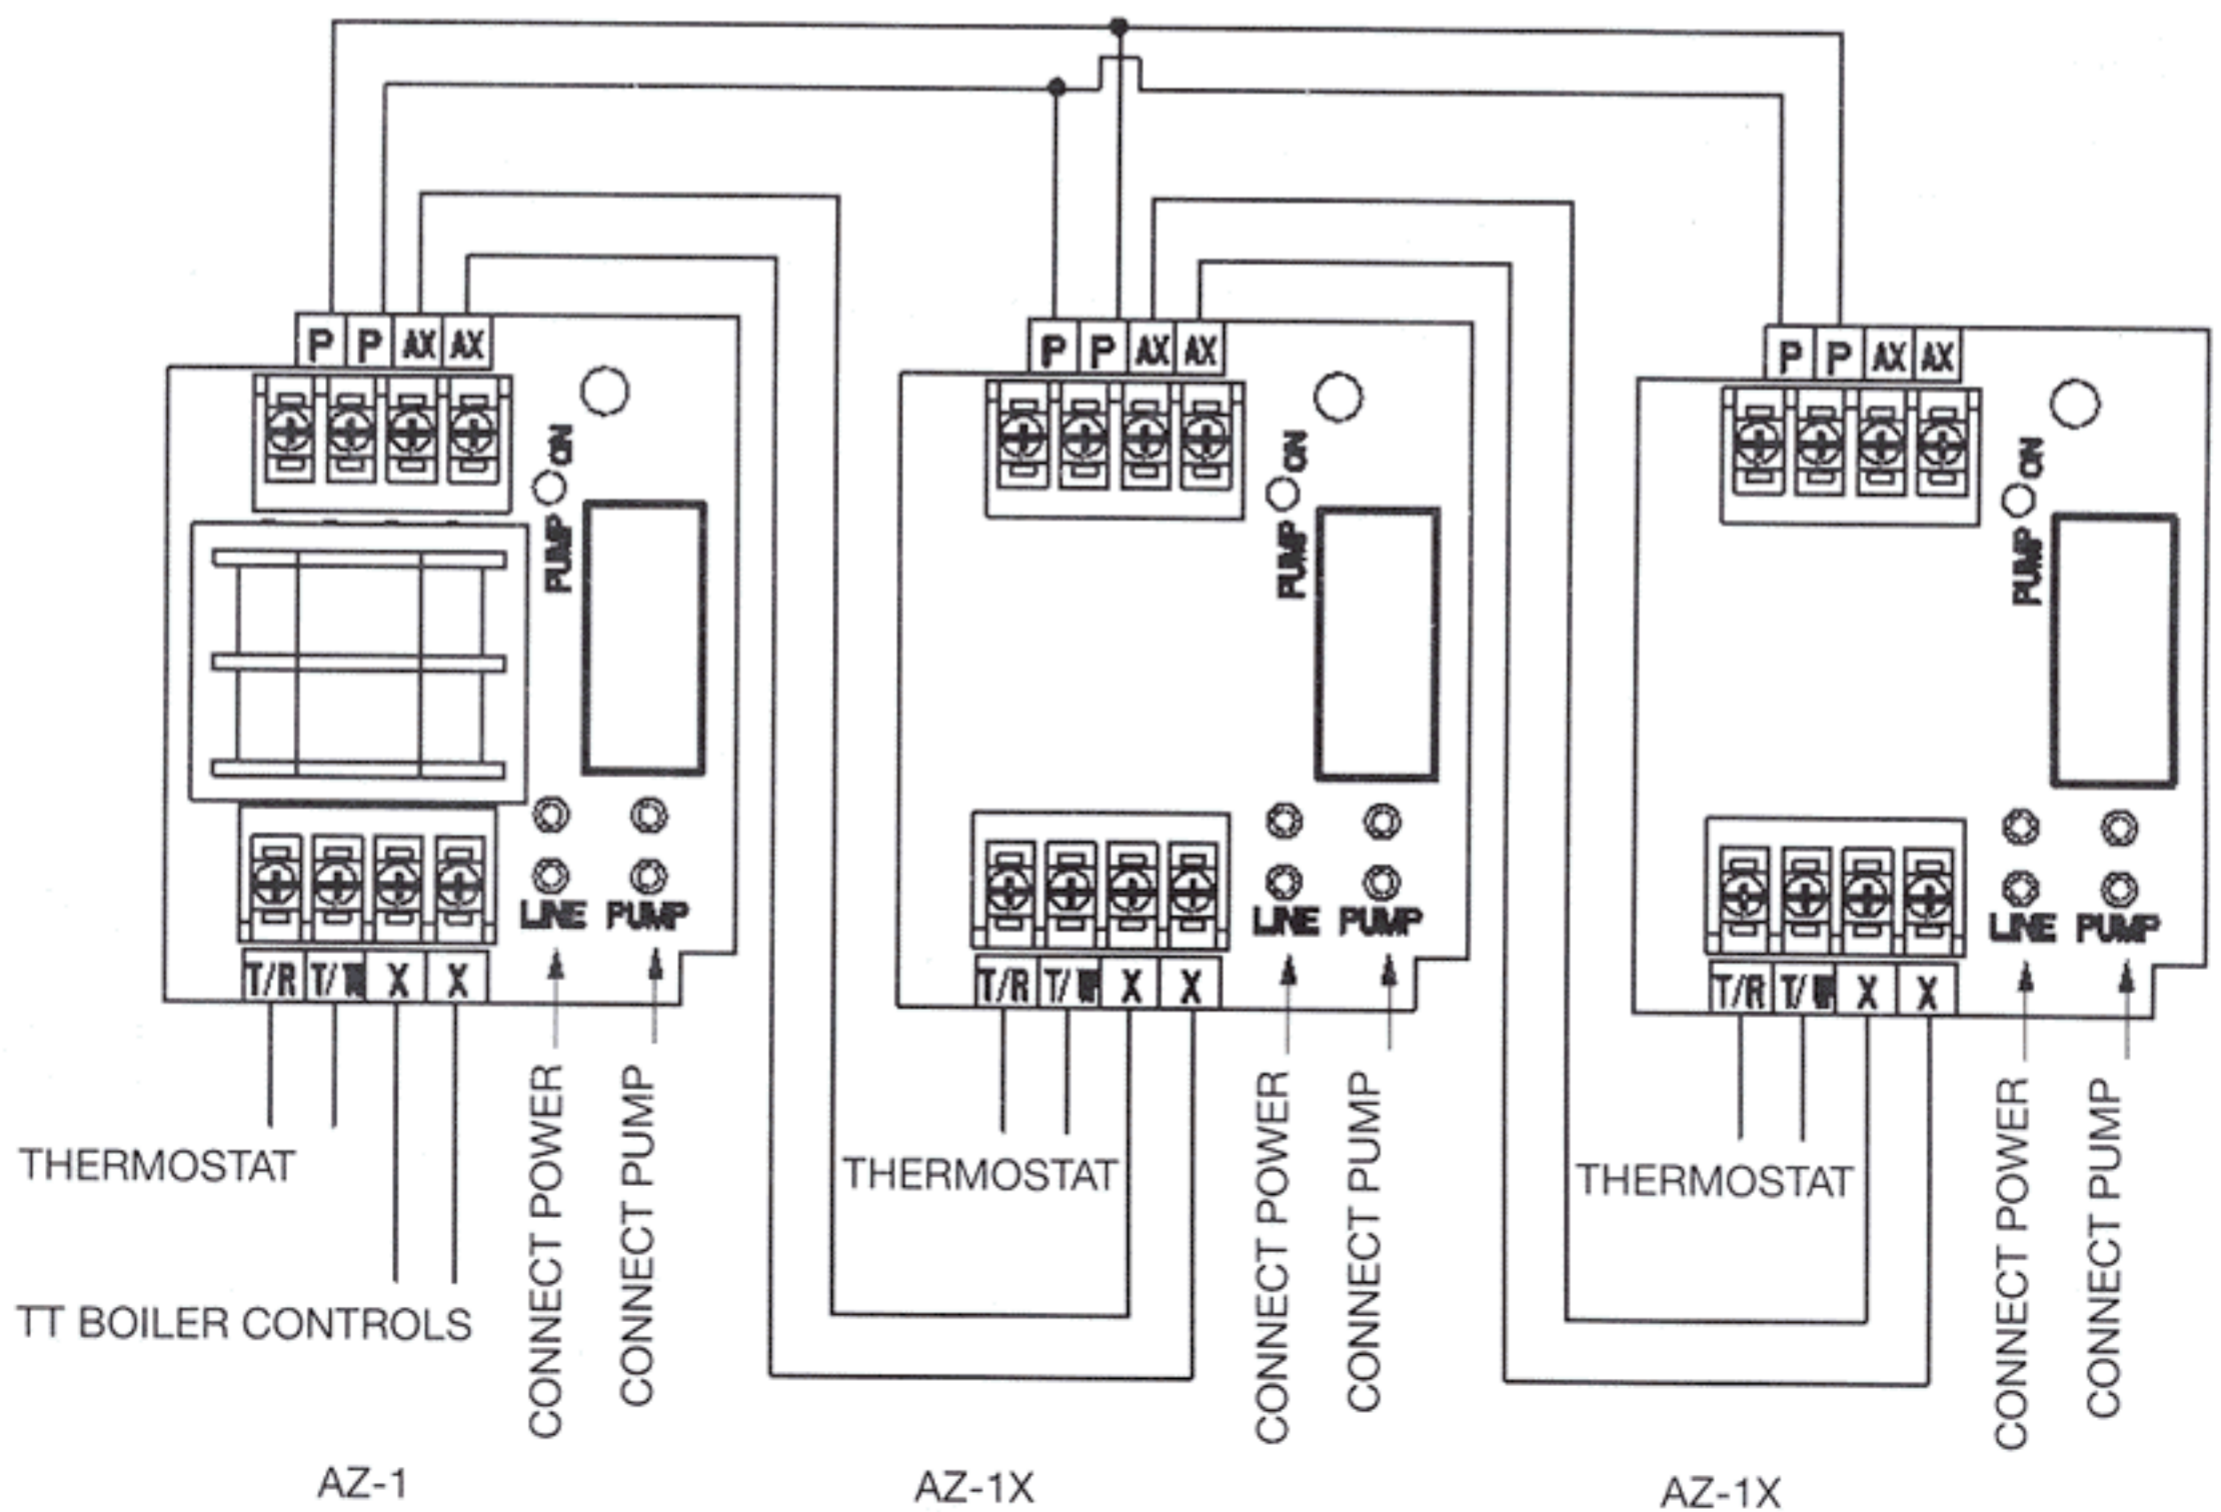 P P AX AX
P P AX AX
P P AX AX
PUMP ON
PUMP ON
PUMP ON
LINE PUMP
LINE PUMP
LINE PUMP
T/R T/ X X
T/R T/ X X
T/R T/ X X
THERMOSTAT
THERMOSTAT
THERMOSTAT
TT BOILER CONTROLS
CONNECT POWER
CONNECT PUMP
CONNECT POWER
CONNECT PUMP
CONNECT POWER
CONNECT PUMP
AZ-1
AZ-1X
AZ-1X